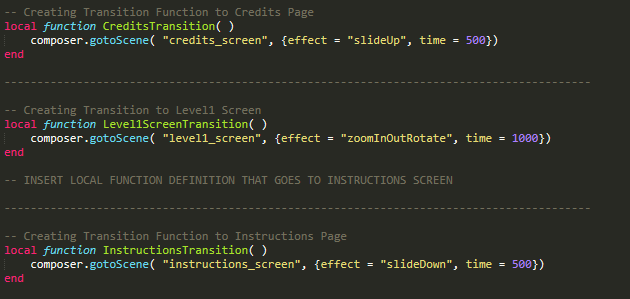 -- Creating Transition Function to Credits Page
local function CreditsTransition( )
    composer.gotoScene( "credits_screen", {effect = "slideUp", time = 500})
end
-----------------------------------------------------------------------------------------
-- Creating Transition to Level1 Screen
local function Level1ScreenTransition( )
    composer.gotoScene( "level1_screen", {effect = "zoomInOutRotate", time = 1000})
end
-- INSERT LOCAL FUNCTION DEFINITION THAT GOES TO INSTRUCTIONS SCREEN
-----------------------------------------------------------------------------------------
-- Creating Transition Function to Instructions Page
local function InstructionsTransition( )
    composer.gotoScene( "instructions_screen", {effect = "slideDown", time = 500})
end